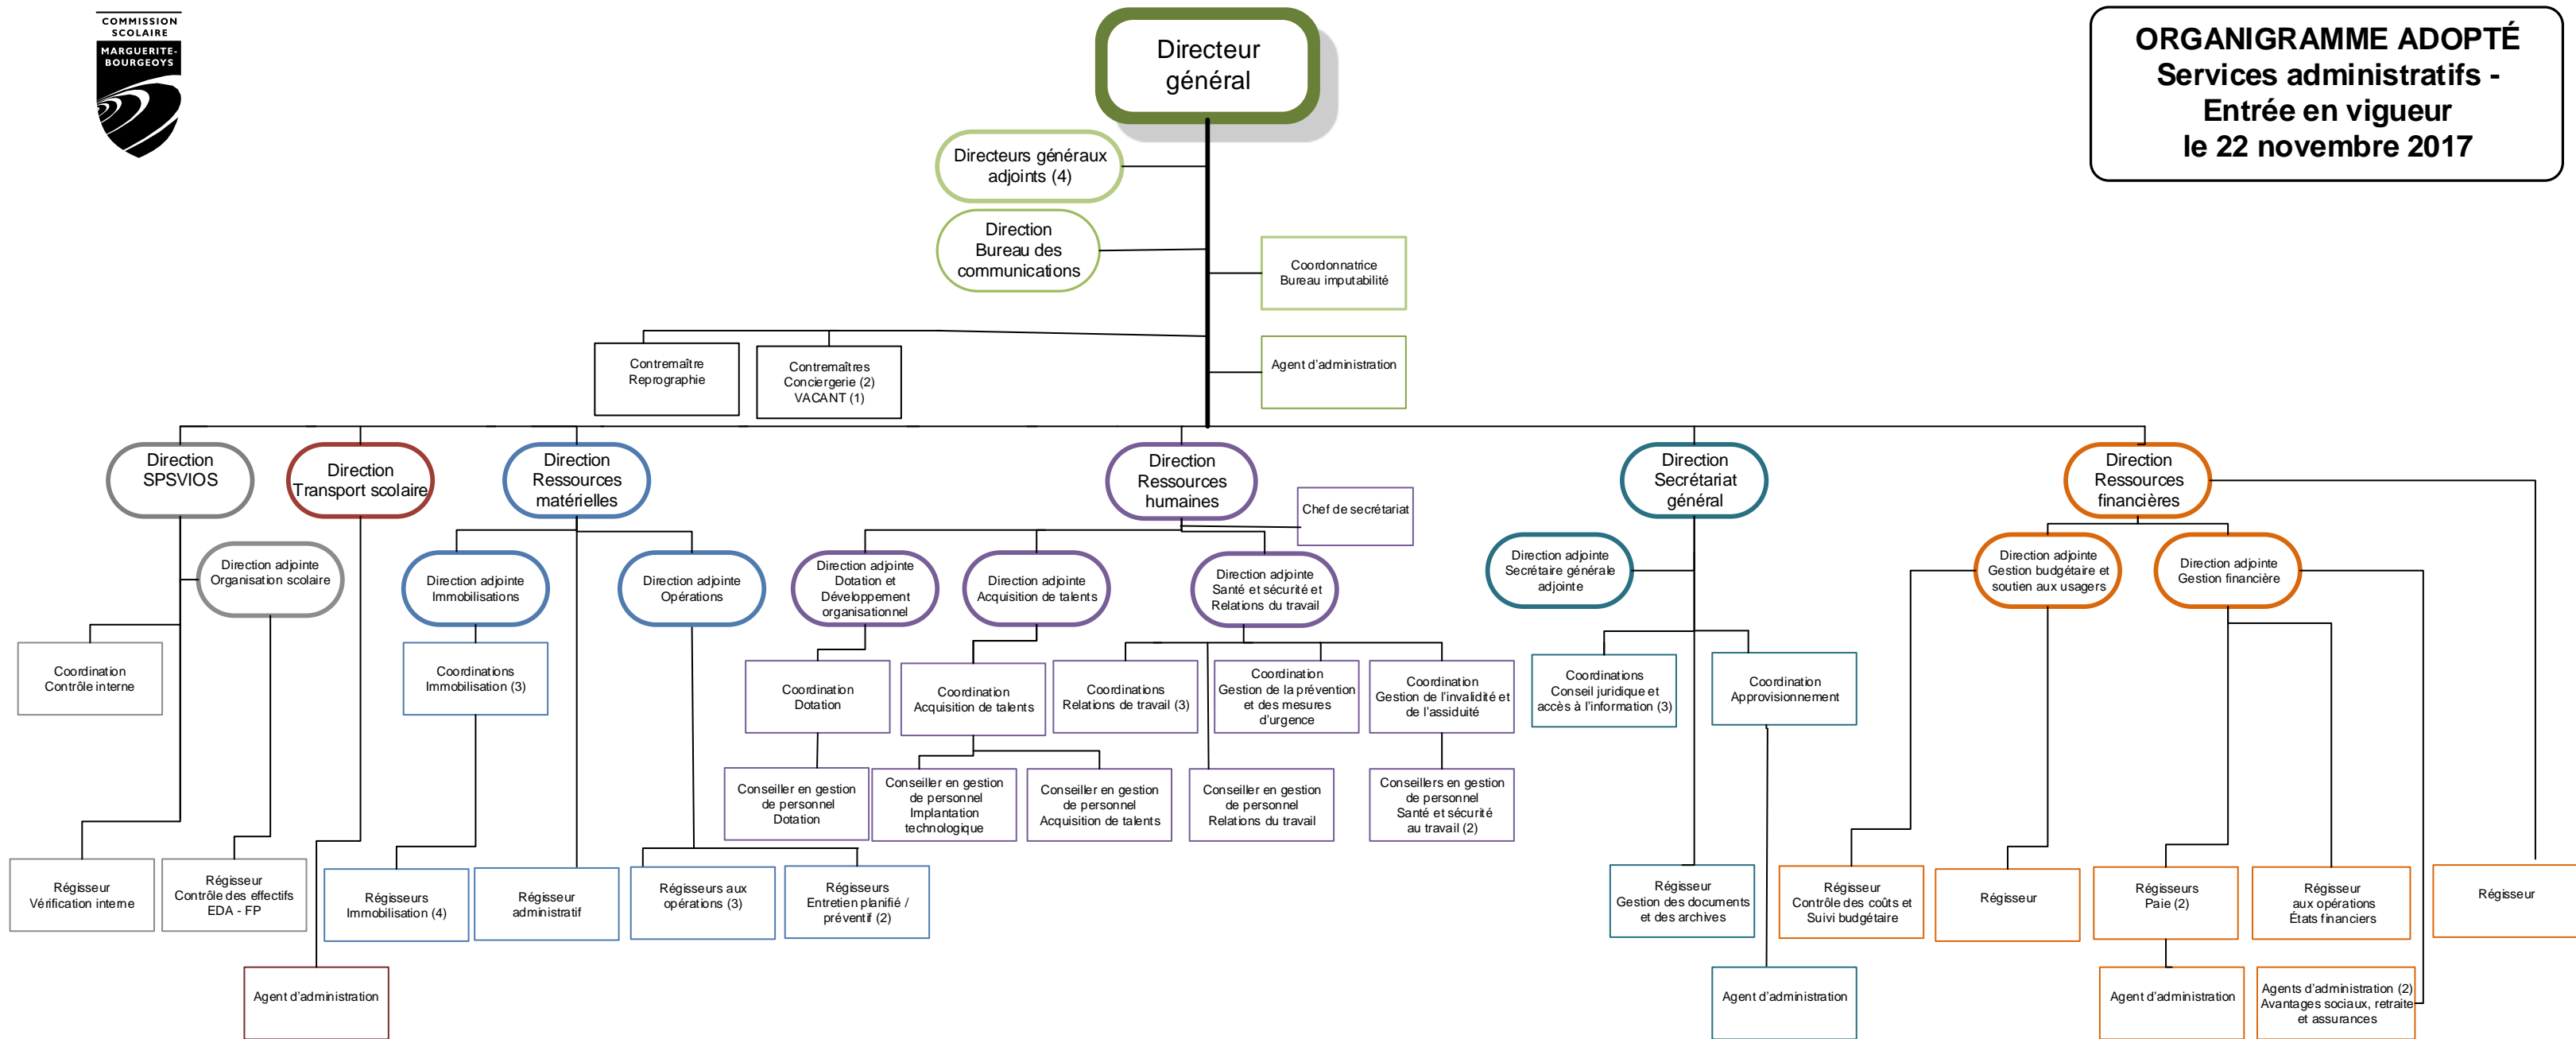 COMMISSION
SCOLAIRE
MARGUERITE-
BOURGEOYS
Directeur
général
ORGANIGRAMME ADOPTÉ
Services administratifs -
Entrée en vigueur
le 22 novembre 2017
Directeurs généraux
adjoints (4)
Direction
Bureau des
communications
Coordonnatrice
Bureau imputabilité
Contremaître
Reprographie
Contremaîtres
Conciergerie (2)
VACANT (1)
Agent d'administration
Direction
SPSVIOS
Direction
Transport scolaire
Direction
Ressources
matérielles
Direction
Ressources
humaines
Chef de secrétariat
Direction
Secrétariat
général
Direction
Ressources
financières
Direction adjointe
Organisation scolaire
Direction adjointe
Immobilisations
Direction adjointe
Opérations
Direction adjointe
Dotation et
Développement
organisationnel
Direction adjointe
Acquisition de talents
Direction adjointe
Santé et sécurité et
Relations du travail
Direction adjointe
Secrétaire générale
adjointe
Direction adjointe
Gestion budgétaire et
soutien aux usagers
Direction adjointe
Gestion financière
Coordination
Contrôle interne
Coordinations
Immobilisation (3)
Coordination
Dotation
Coordination
Acquisition de talents
Coordinations
Relations de travail (3)
Coordination
Gestion de la prévention
et des mesures
d'urgence
Coordination
Gestion de l'invalidité et
de l'assiduité
Coordinations
Conseil juridique et
accès à l'information (3)
Coordination
Approvisionnement
Conseiller en gestion
de personnel
Dotation
Conseiller en gestion
de personnel
Implantation
technologique
Conseiller en gestion
de personnel
Acquisition de talents
Conseiller en gestion
de personnel
Relations du travail
Conseillers en gestion
de personnel
Santé et sécurité
au travail (2)
Régisseur
Vérification interne
Régisseur
Contrôle des effectifs
EDA - FP
Régisseurs
Immobilisation (4)
Régisseur
administratif
Régisseurs aux
opérations (3)
Régisseurs
Entretien planifié /
préventif (2)
Régisseur
Gestion des documents
et des archives
Régisseur
Contrôle des coûts et
Suivi budgétaire
Régisseur
Régisseurs
Paie (2)
Régisseur
aux opérations
États financiers
Régisseur
Agent d'administration
Agent d'administration
Agent d'administration
Agents d'administration (2)
Avantages sociaux, retraite
et assurances